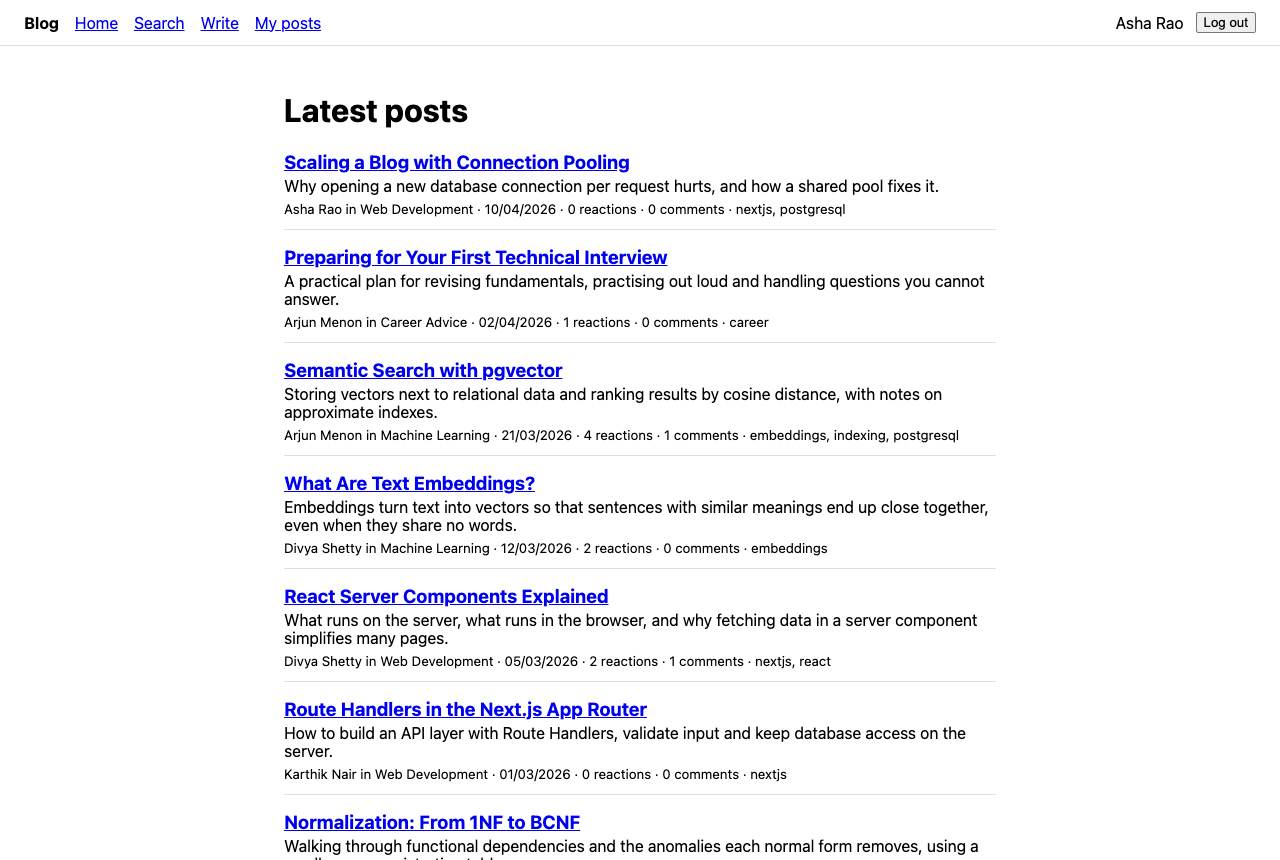 Blog Home Search Write My posts Asha Rao Log out
Latest posts
Scaling a Blog with Connection Pooling
Why opening a new database connection per request hurts, and how a shared pool fixes it.
Asha Rao in Web Development · 10/04/2026 · 0 reactions · 0 comments · nextjs, postgresql
Preparing for Your First Technical Interview
A practical plan for revising fundamentals, practising out loud and handling questions you cannot
answer.
Arjun Menon in Career Advice · 02/04/2026 · 1 reactions · 0 comments · career
Semantic Search with pgvector
Storing vectors next to relational data and ranking results by cosine distance, with notes on
approximate indexes.
Arjun Menon in Machine Learning · 21/03/2026 · 4 reactions · 1 comments · embeddings, indexing, postgresql
What Are Text Embeddings?
Embeddings turn text into vectors so that sentences with similar meanings end up close together,
even when they share no words.
Divya Shetty in Machine Learning · 12/03/2026 · 2 reactions · 0 comments · embeddings
React Server Components Explained
What runs on the server, what runs in the browser, and why fetching data in a server component
simplifies many pages.
Divya Shetty in Web Development · 05/03/2026 · 2 reactions · 1 comments · nextjs, react
Route Handlers in the Next.js App Router
How to build an API layer with Route Handlers, validate input and keep database access on the
server.
Karthik Nair in Web Development · 01/03/2026 · 0 reactions · 0 comments · nextjs
Normalization: From 1NF to BCNF
Walking through functional dependencies and the anomalies each normal form removes, using a